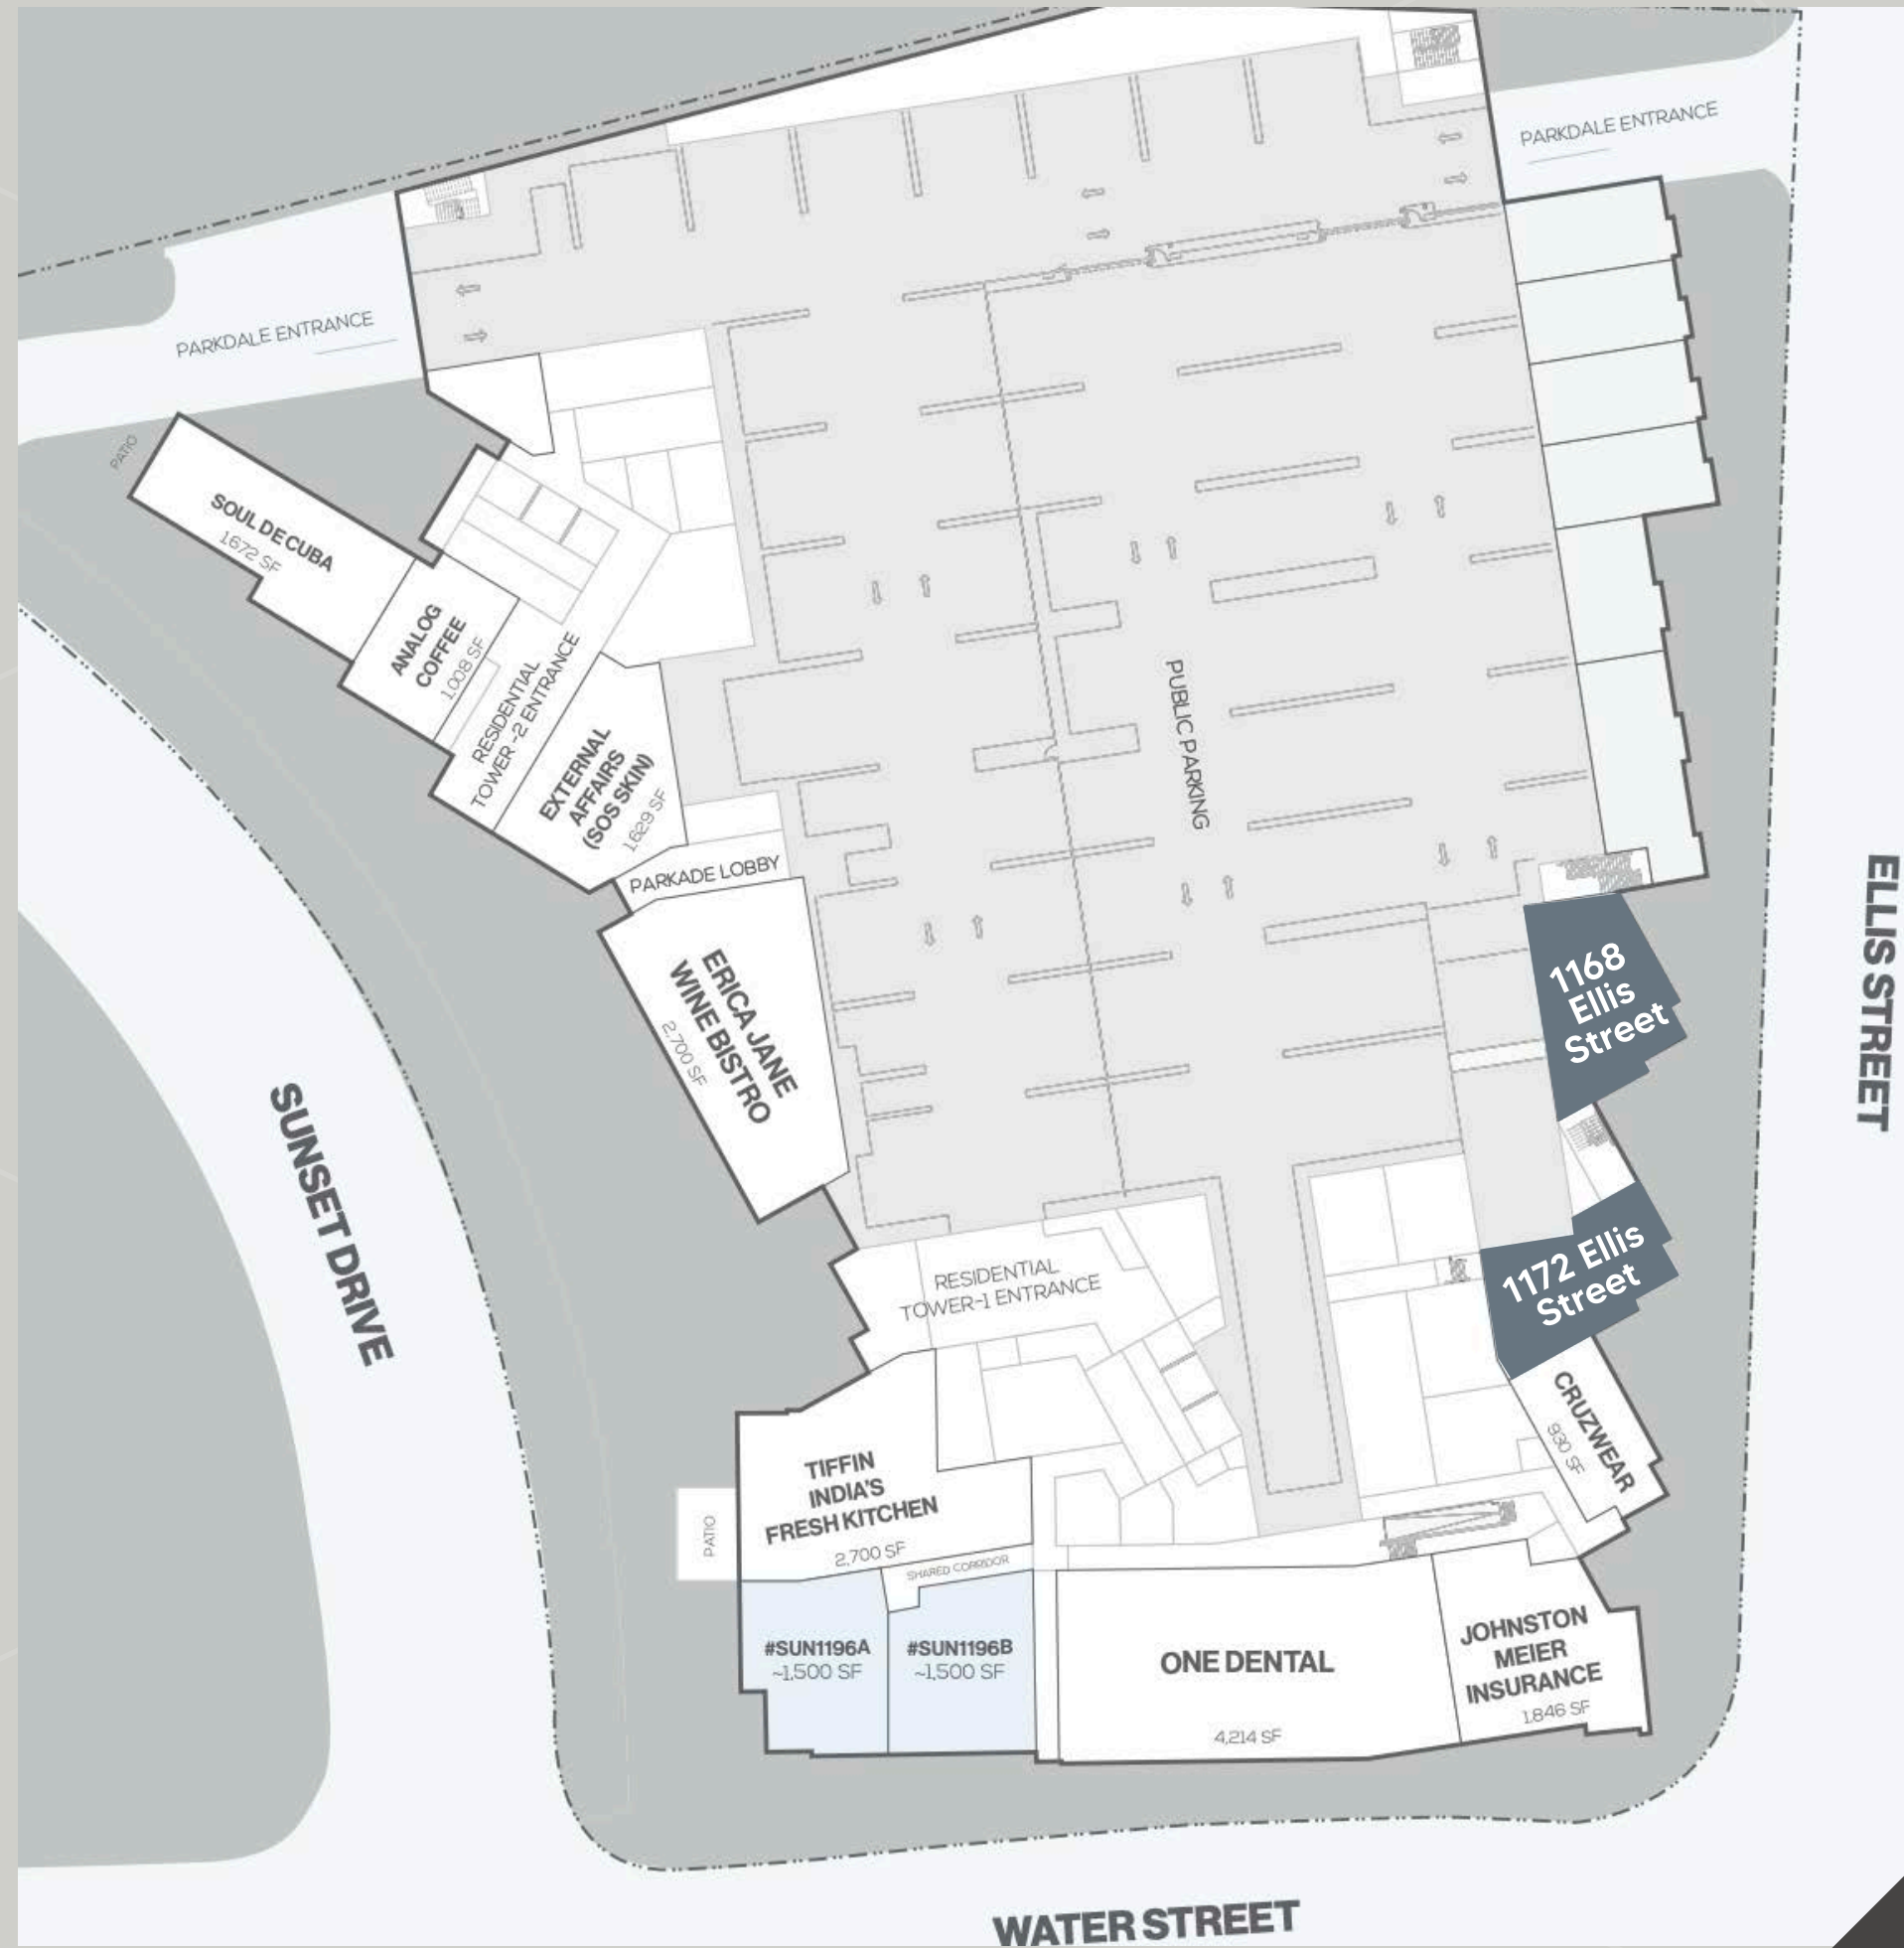 PARKDALE ENTRANCE
PARKDALE ENTRANCE
PATIO
SOUL DE CUBA
1.672 SF
ANALOG
COFFEE
1.008 SF
RESIDENTIAL
TOWER -2 ENTRANCE
EXTERNAL
AFFAIRS
(SOS SKIN)
1.629 SF
PARKADE LOBBY
PUBLIC PARKING
ERICA JANE
WINE BISTRO
2,700 SF
1168
Ellis
Street
ELLIS STREET
SUNSET DRIVE
1172 Ellis
Street
RESIDENTIAL
TOWER-1 ENTRANCE
CRUZWEAR
930 SF
TIFFIN
INDIA'S
FRESH KITCHEN
2,700 SF
PATIO
SHARED CORRIDOR
#SUN1196A
~1,500 SF
#SUN1196B
~1,500 SF
ONE DENTAL
4,214 SF
JOHNSTON
MEIER
INSURANCE
1,846 SF
WATER STREET